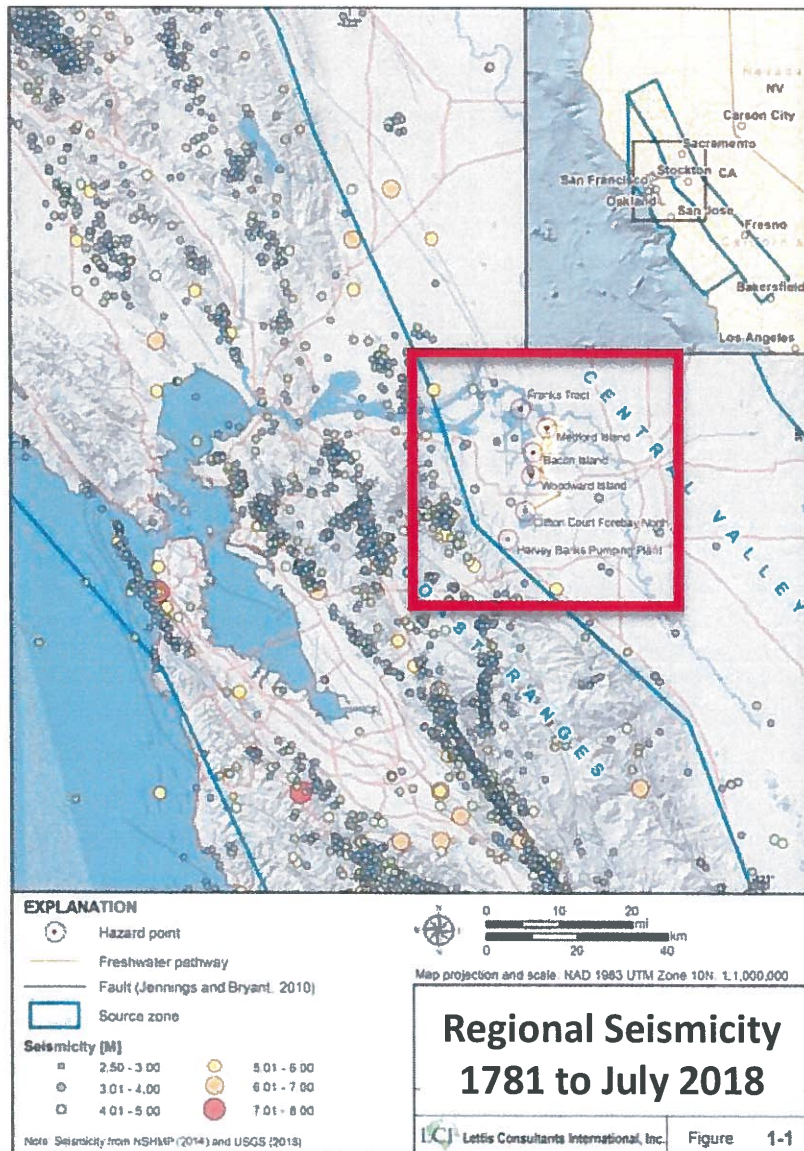 NV
Carson City
Sacramento
Stockton
CA
San Francisco
Oakland
San Jose
Fresno
Bakersfield
Los Angeles
Franks Tract
Medford Island
Bacon Island
Woodward Island
Clifton Court Forebay North
Harvey Banks Pumping Plant
CENTRAL VALLEY
COAST RANGES
EXPLANATION
Hazard point
Freshwater pathway
Fault (Jennings and Bryant, 2010)
Source zone
Seismicity [M]
2.50 - 3.00
3.01 - 4.00
4.01 - 5.00
5.01 - 6.00
6.01 - 7.00
7.01 - 8.00
Note: Seismicity from NSHMP (2014) and USGS (2018)
0 10 20
mi
km
0 20 40
Map projection and scale: NAD 1983 UTM Zone 10N, 1:1,000,000
Regional Seismicity
1781 to July 2018
LCI Lettis Consultants International, Inc.
Figure 1-1